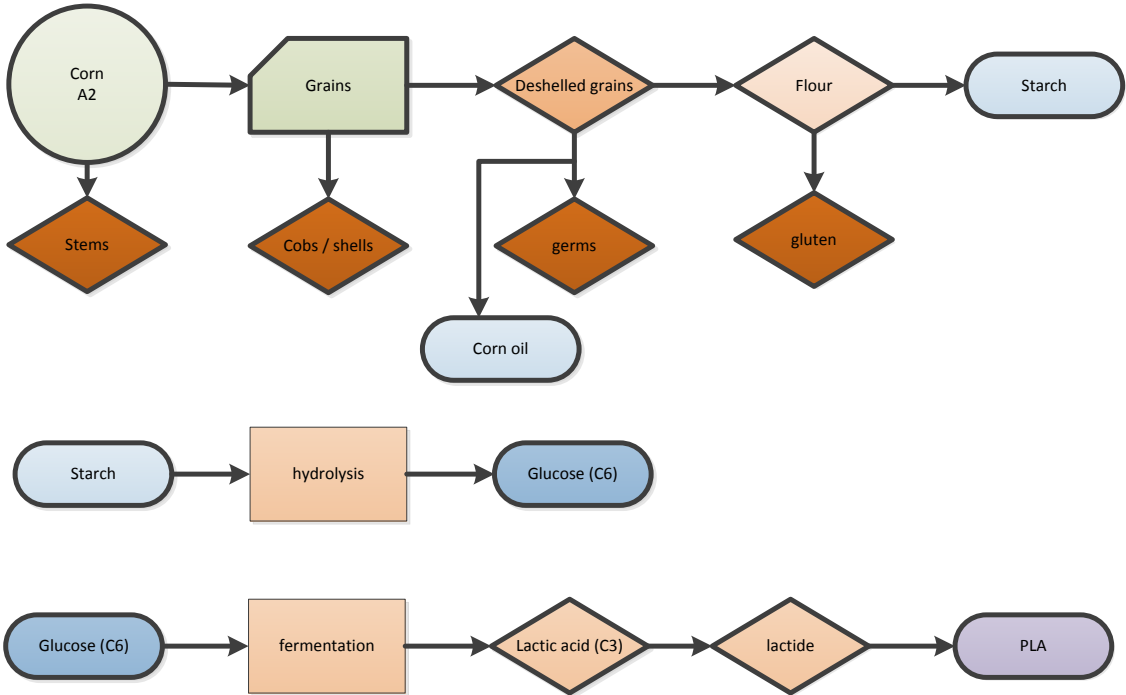 Corn
A2
Grains
Deshelled grains
Flour
Starch
Stems
Cobs / shells
germs
gluten
Corn oil
Starch
hydrolysis
Glucose (C6)
Glucose (C6)
fermentation
Lactic acid (C3)
lactide
PLA